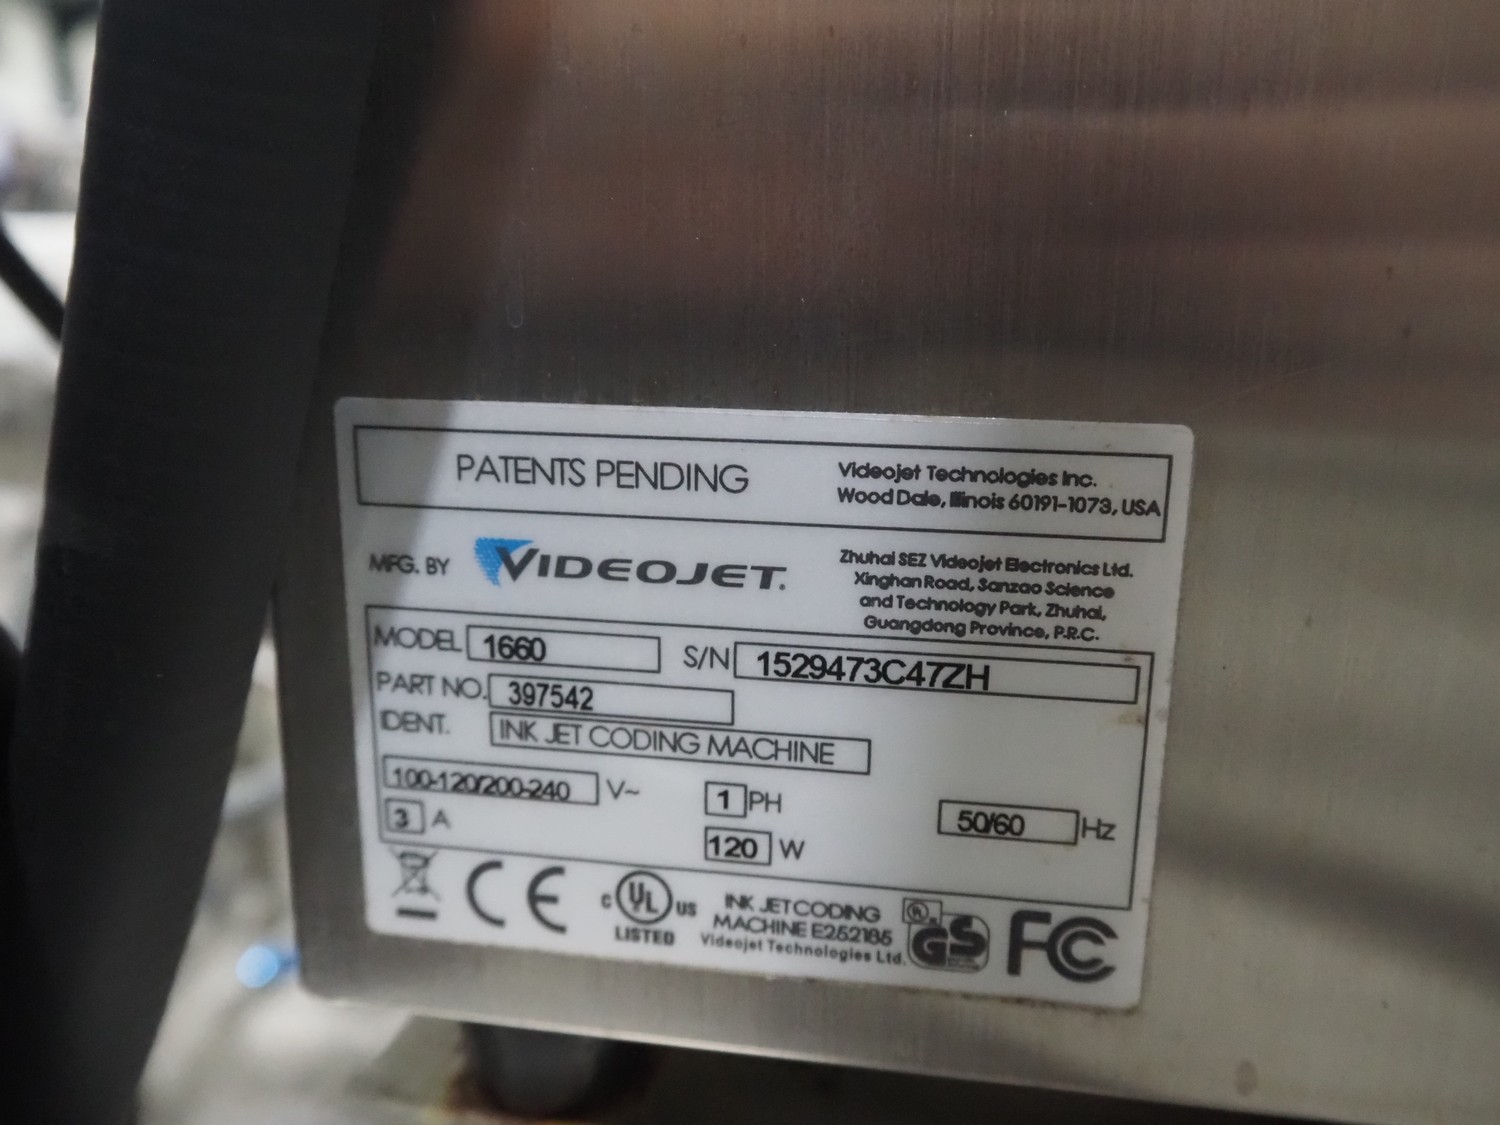 PATENTS PENDING
Videojet Technologies Inc.
Wood Dale, Illinois 60191-1073, USA
MFG. BY VIDEOJET.
Zhuhai SEZ Videojet Electronics Ltd.
Xinghan Road, Sanzao Science
and Technology Park, Zhuhai,
Guangdong Province, P.R.C.
MODEL 1660 S/N 1529473C47ZH
PART NO. 397542
IDENT. INK JET CODING MACHINE
100-120/200-240 V~ 1 PH 50/60 Hz
3 A 120 W
CE
C UL US
LISTED
INK JET CODING
MACHINE E252185
Videojet Technologies Ltd.
UL
GS
FC